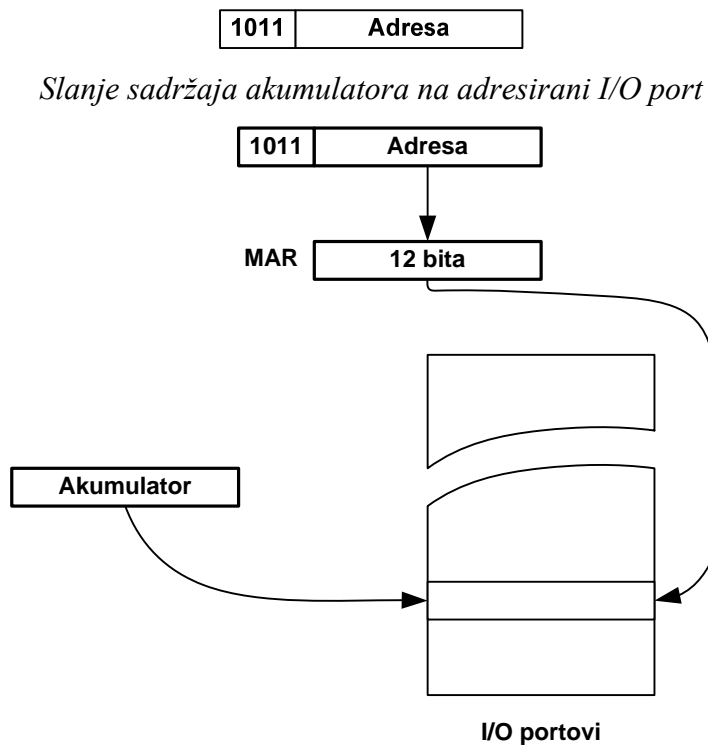 1011 Adresa
Slanje sadržaja akumulatora na adresirani I/O port
1011 Adresa
MAR 12 bita
Akumulator
I/O portovi